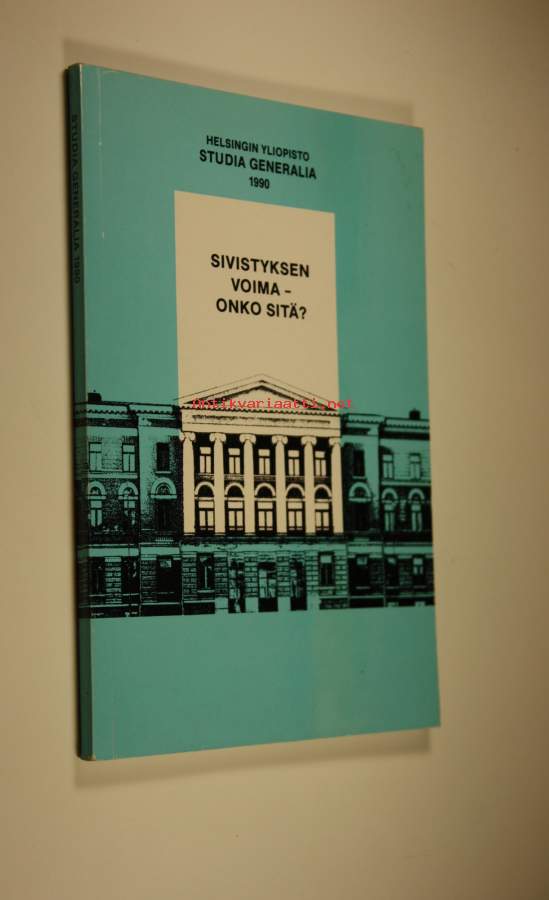 STUDIA GENERALIA 1990
HELSINGIN YLIOPISTO
STUDIA GENERALIA
1990
SIVISTYKSEN
VOIMA –
ONKO SITÄ?
Antikvariaatti.net